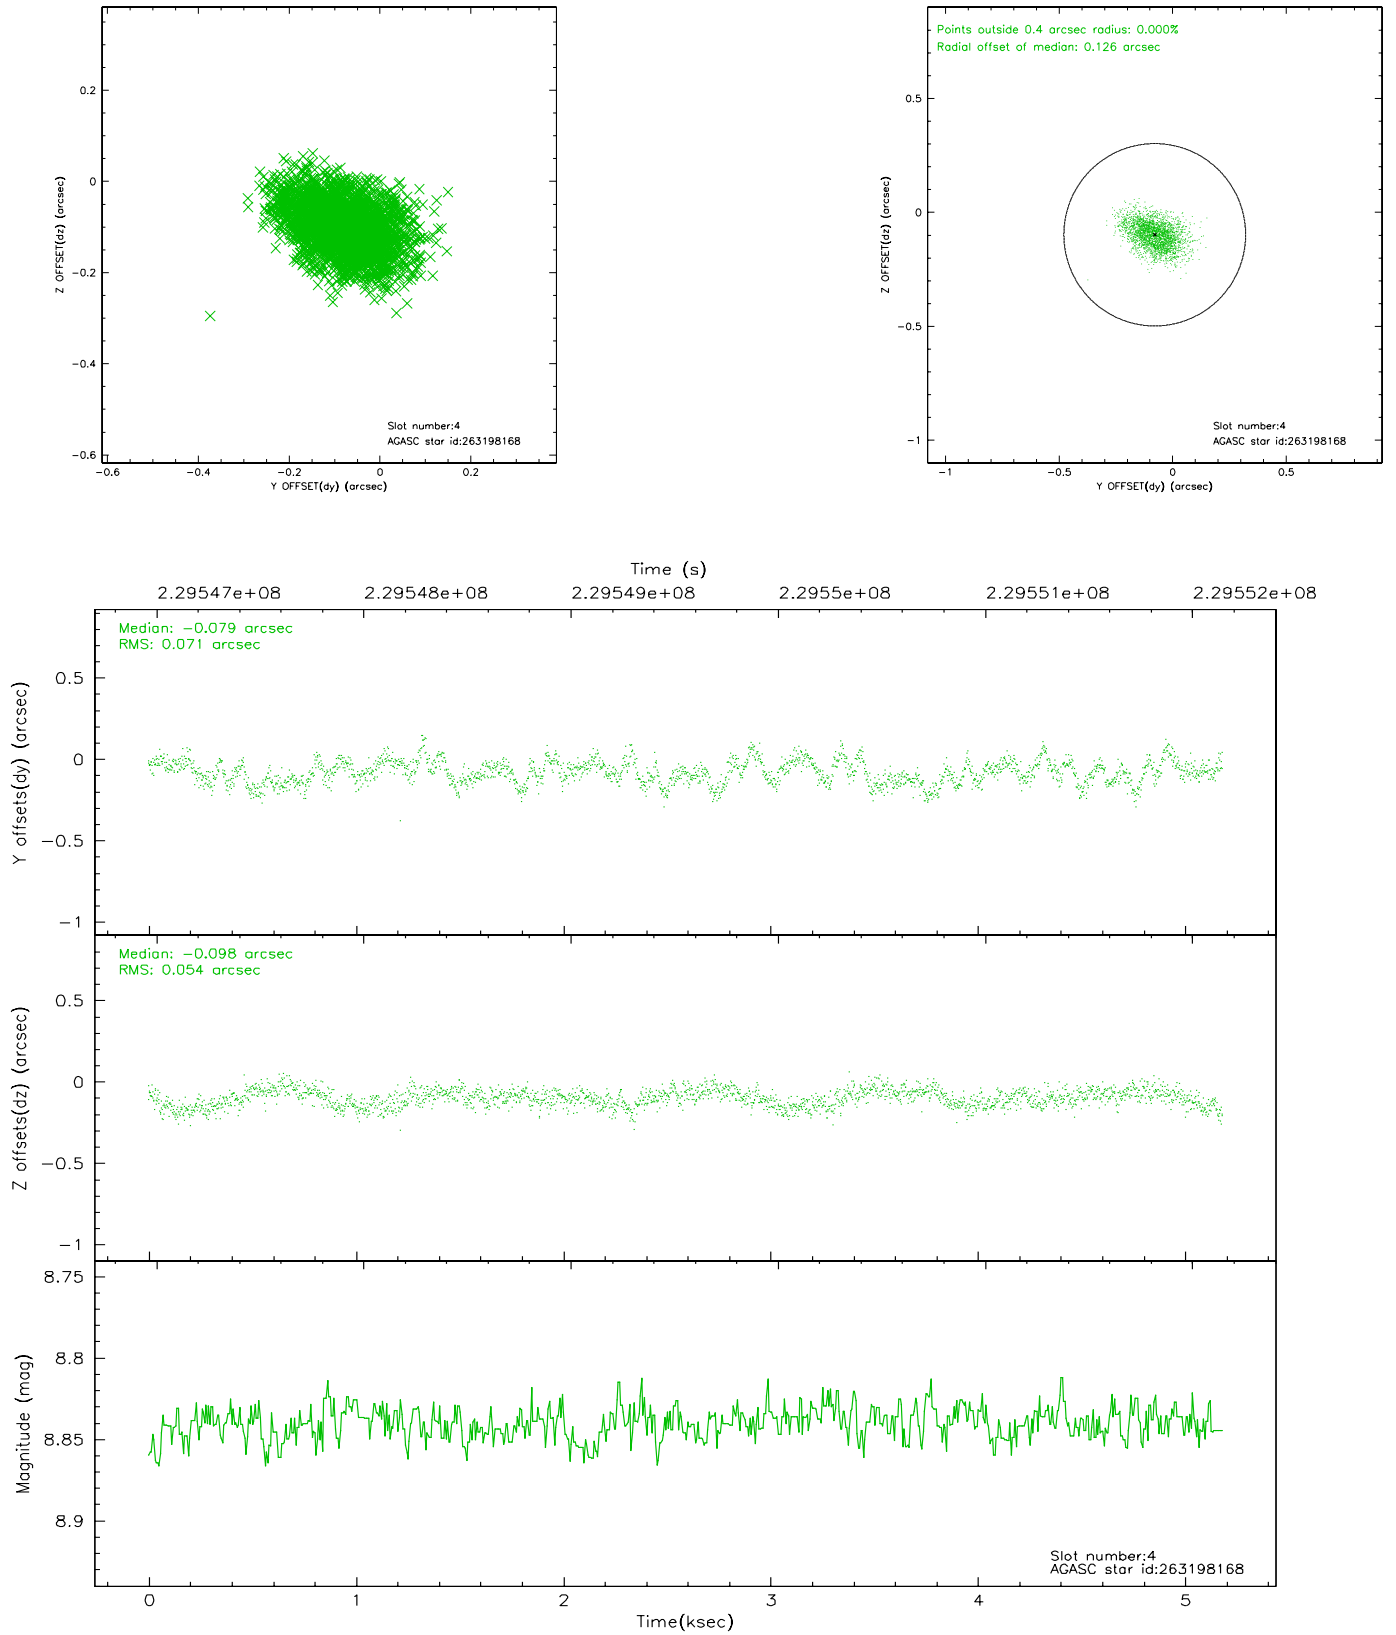 0.2
0
−0.2
−0.4
−0.6
Z OFFSET(dz) (arcsec)
Slot number:4
AGASC star id:263198168
−0.6
−0.4
−0.2
0
0.2
Y OFFSET(dy) (arcsec)
Points outside 0.4 arcsec radius: 0.000%
Radial offset of median: 0.126 arcsec
0.5
0
−0.5
−1
Z OFFSET(dz) (arcsec)
Slot number:4
AGASC star id:263198168
−1
−0.5
0
0.5
Y OFFSET(dy) (arcsec)
Time (s)
2.29547e+08
2.29548e+08
2.29549e+08
2.2955e+08
2.29551e+08
2.29552e+08
Median: −0.079 arcsec
RMS: 0.071 arcsec
0.5
0
−0.5
−1
Y offsets(dy) (arcsec)
Median: −0.098 arcsec
RMS: 0.054 arcsec
0.5
0
−0.5
−1
Z offsets(dz) (arcsec)
8.75
8.8
8.85
8.9
Magnitude (mag)
Slot number:4
AGASC star id:263198168
0
1
2
3
4
5
Time(ksec)